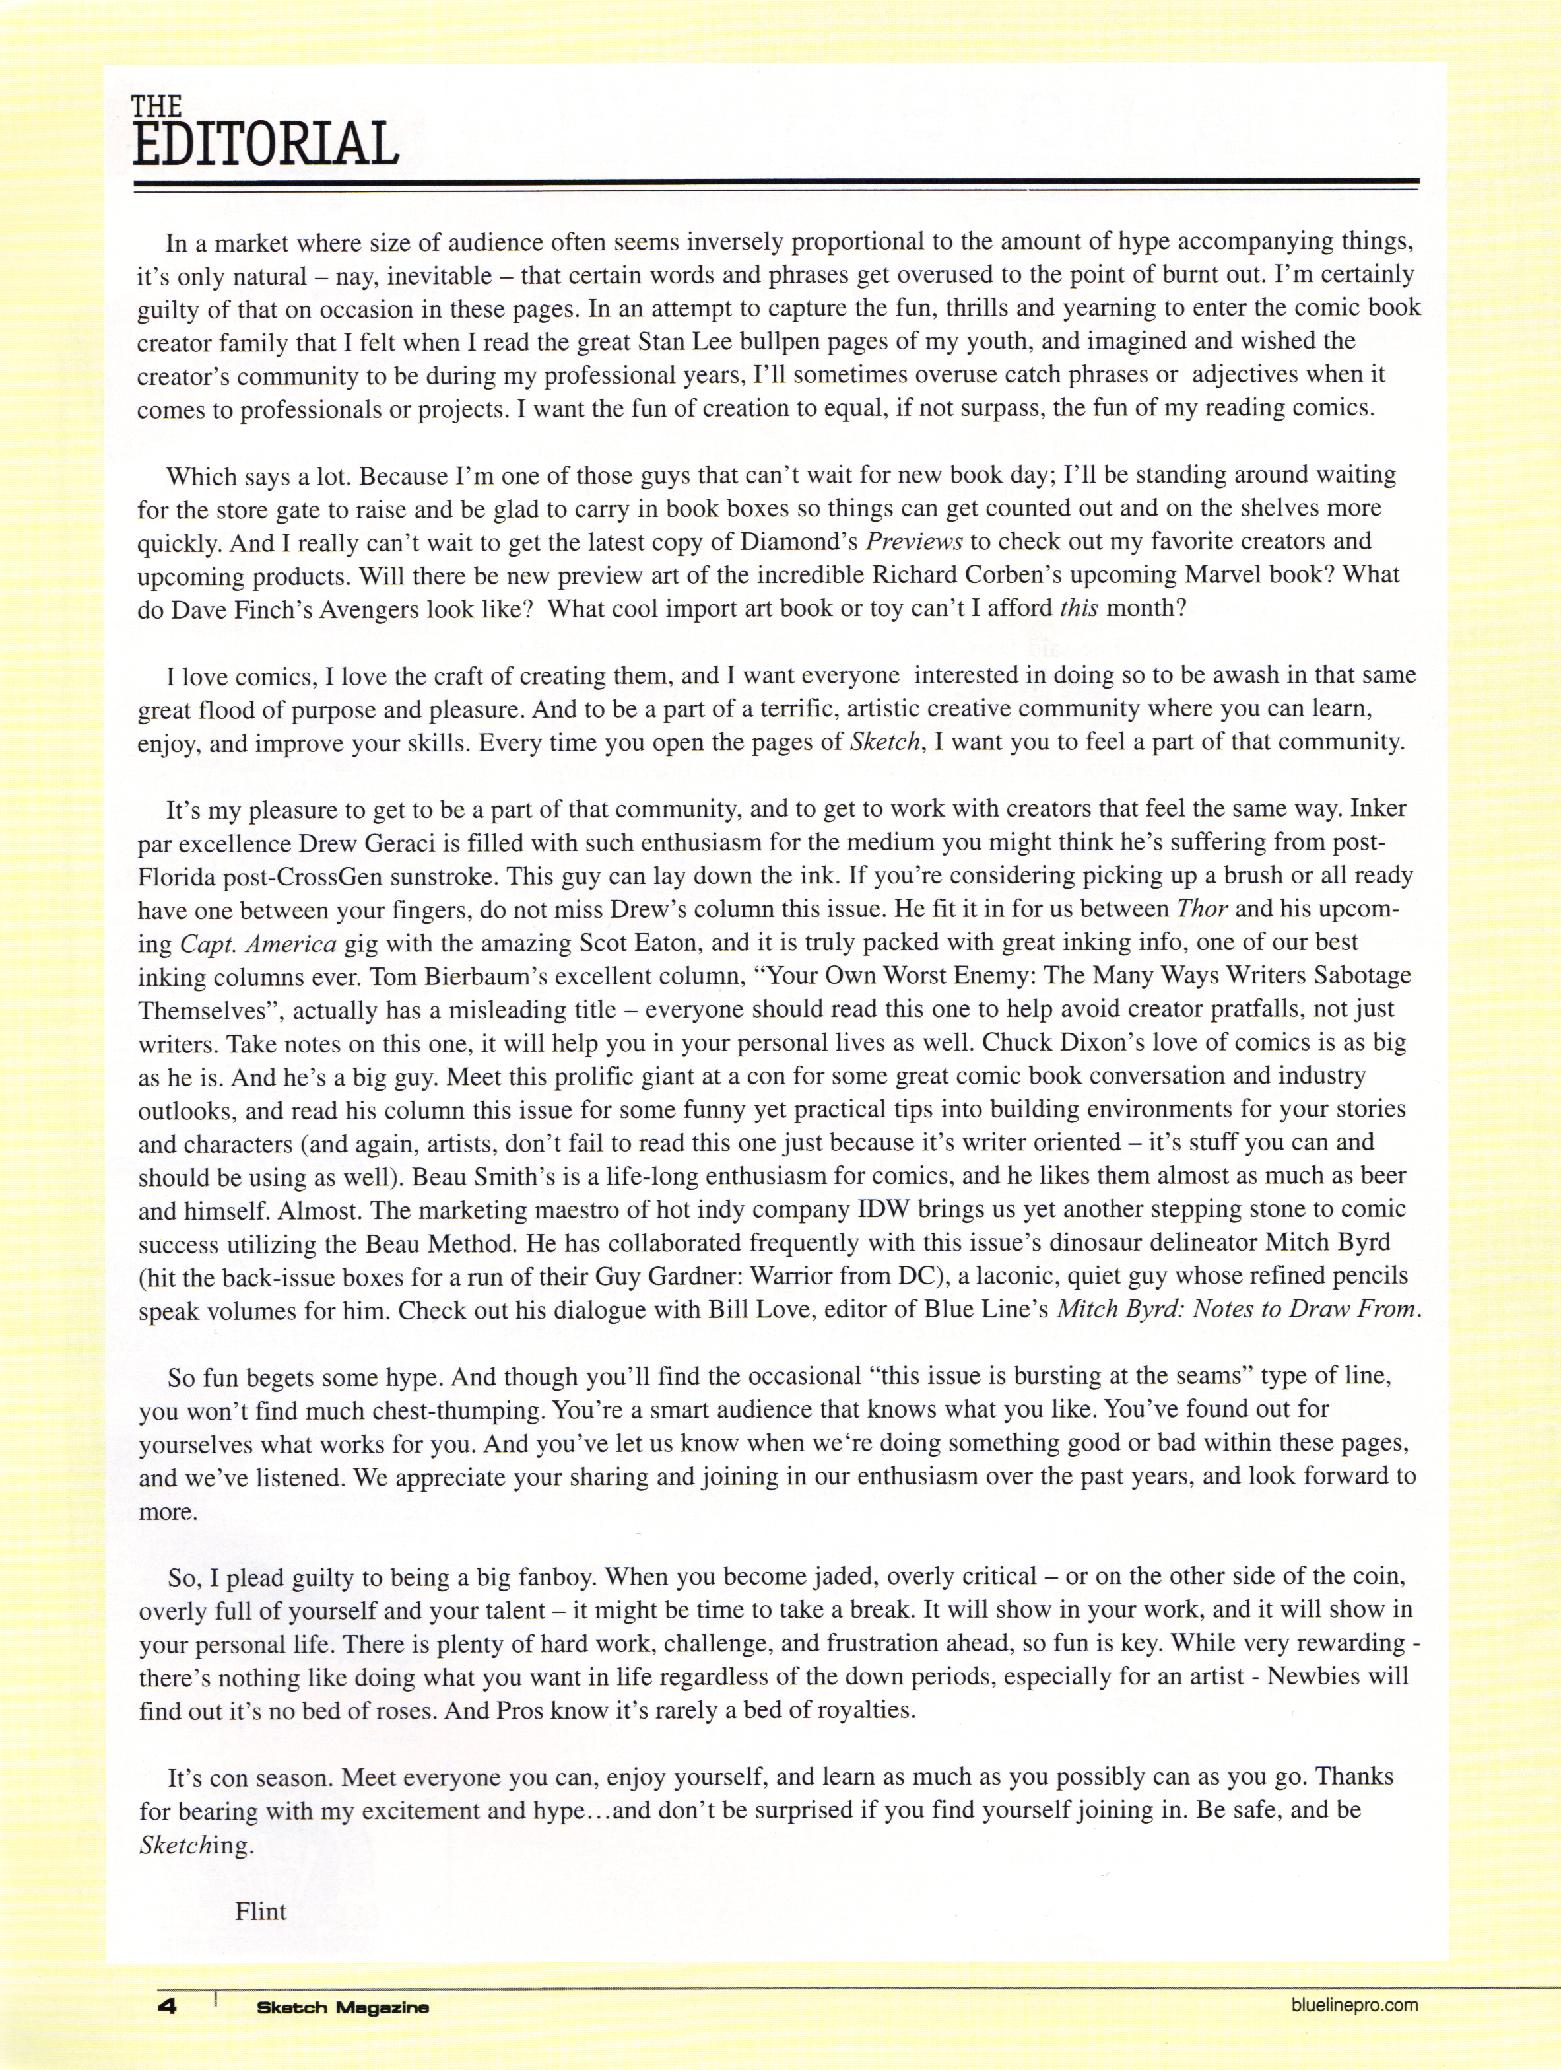 THE
EDITORIAL
In a market where size of audience often seems inversely proportional to the amount of hype accompanying things,
it's only natural – nay, inevitable – that certain words and phrases get overused to the point of burnt out. I'm certainly
guilty of that on occasion in these pages. In an attempt to capture the fun, thrills and yearning to enter the comic book
creator family that I felt when I read the great Stan Lee bullpen pages of my youth, and imagined and wished the
creator's community to be during my professional years, I'll sometimes overuse catch phrases or  adjectives when it
comes to professionals or projects. I want the fun of creation to equal, if not surpass, the fun of my reading comics.
Which says a lot. Because I'm one of those guys that can't wait for new book day; I'll be standing around waiting
for the store gate to raise and be glad to carry in book boxes so things can get counted out and on the shelves more
quickly. And I really can't wait to get the latest copy of Diamond's Previews to check out my favorite creators and
upcoming products. Will there be new preview art of the incredible Richard Corben's upcoming Marvel book? What
do Dave Finch's Avengers look like?  What cool import art book or toy can't I afford this month?
I love comics, I love the craft of creating them, and I want everyone  interested in doing so to be awash in that same
great flood of purpose and pleasure. And to be a part of a terrific, artistic creative community where you can learn,
enjoy, and improve your skills. Every time you open the pages of Sketch, I want you to feel a part of that community.
It's my pleasure to get to be a part of that community, and to get to work with creators that feel the same way. Inker
par excellence Drew Geraci is filled with such enthusiasm for the medium you might think he's suffering from post-
Florida post-CrossGen sunstroke. This guy can lay down the ink. If you're considering picking up a brush or all ready
have one between your fingers, do not miss Drew's column this issue. He fit it in for us between Thor and his upcom-
ing Capt. America gig with the amazing Scot Eaton, and it is truly packed with great inking info, one of our best
inking columns ever. Tom Bierbaum's excellent column, “Your Own Worst Enemy: The Many Ways Writers Sabotage
Themselves”, actually has a misleading title – everyone should read this one to help avoid creator pratfalls, not just
writers. Take notes on this one, it will help you in your personal lives as well. Chuck Dixon's love of comics is as big
as he is. And he's a big guy. Meet this prolific giant at a con for some great comic book conversation and industry
outlooks, and read his column this issue for some funny yet practical tips into building environments for your stories
and characters (and again, artists, don't fail to read this one just because it's writer oriented – it's stuff you can and
should be using as well). Beau Smith's is a life-long enthusiasm for comics, and he likes them almost as much as beer
and himself. Almost. The marketing maestro of hot indy company IDW brings us yet another stepping stone to comic
success utilizing the Beau Method. He has collaborated frequently with this issue's dinosaur delineator Mitch Byrd
(hit the back-issue boxes for a run of their Guy Gardner: Warrior from DC), a laconic, quiet guy whose refined pencils
speak volumes for him. Check out his dialogue with Bill Love, editor of Blue Line's Mitch Byrd: Notes to Draw From.
So fun begets some hype. And though you'll find the occasional “this issue is bursting at the seams” type of line,
you won't find much chest-thumping. You're a smart audience that knows what you like. You've found out for
yourselves what works for you. And you've let us know when we‘re doing something good or bad within these pages,
and we've listened. We appreciate your sharing and joining in our enthusiasm over the past years, and look forward to
more.
So, I plead guilty to being a big fanboy. When you become jaded, overly critical – or on the other side of the coin,
overly full of yourself and your talent – it might be time to take a break. It will show in your work, and it will show in
your personal life. There is plenty of hard work, challenge, and frustration ahead, so fun is key. While very rewarding -
there's nothing like doing what you want in life regardless of the down periods, especially for an artist - Newbies will
find out it's no bed of roses. And Pros know it's rarely a bed of royalties.
It's con season. Meet everyone you can, enjoy yourself, and learn as much as you possibly can as you go. Thanks
for bearing with my excitement and hype…and don't be surprised if you find yourself joining in. Be safe, and be
Sketching.
Flint
4 Sketch Magazine bluelinepro.com